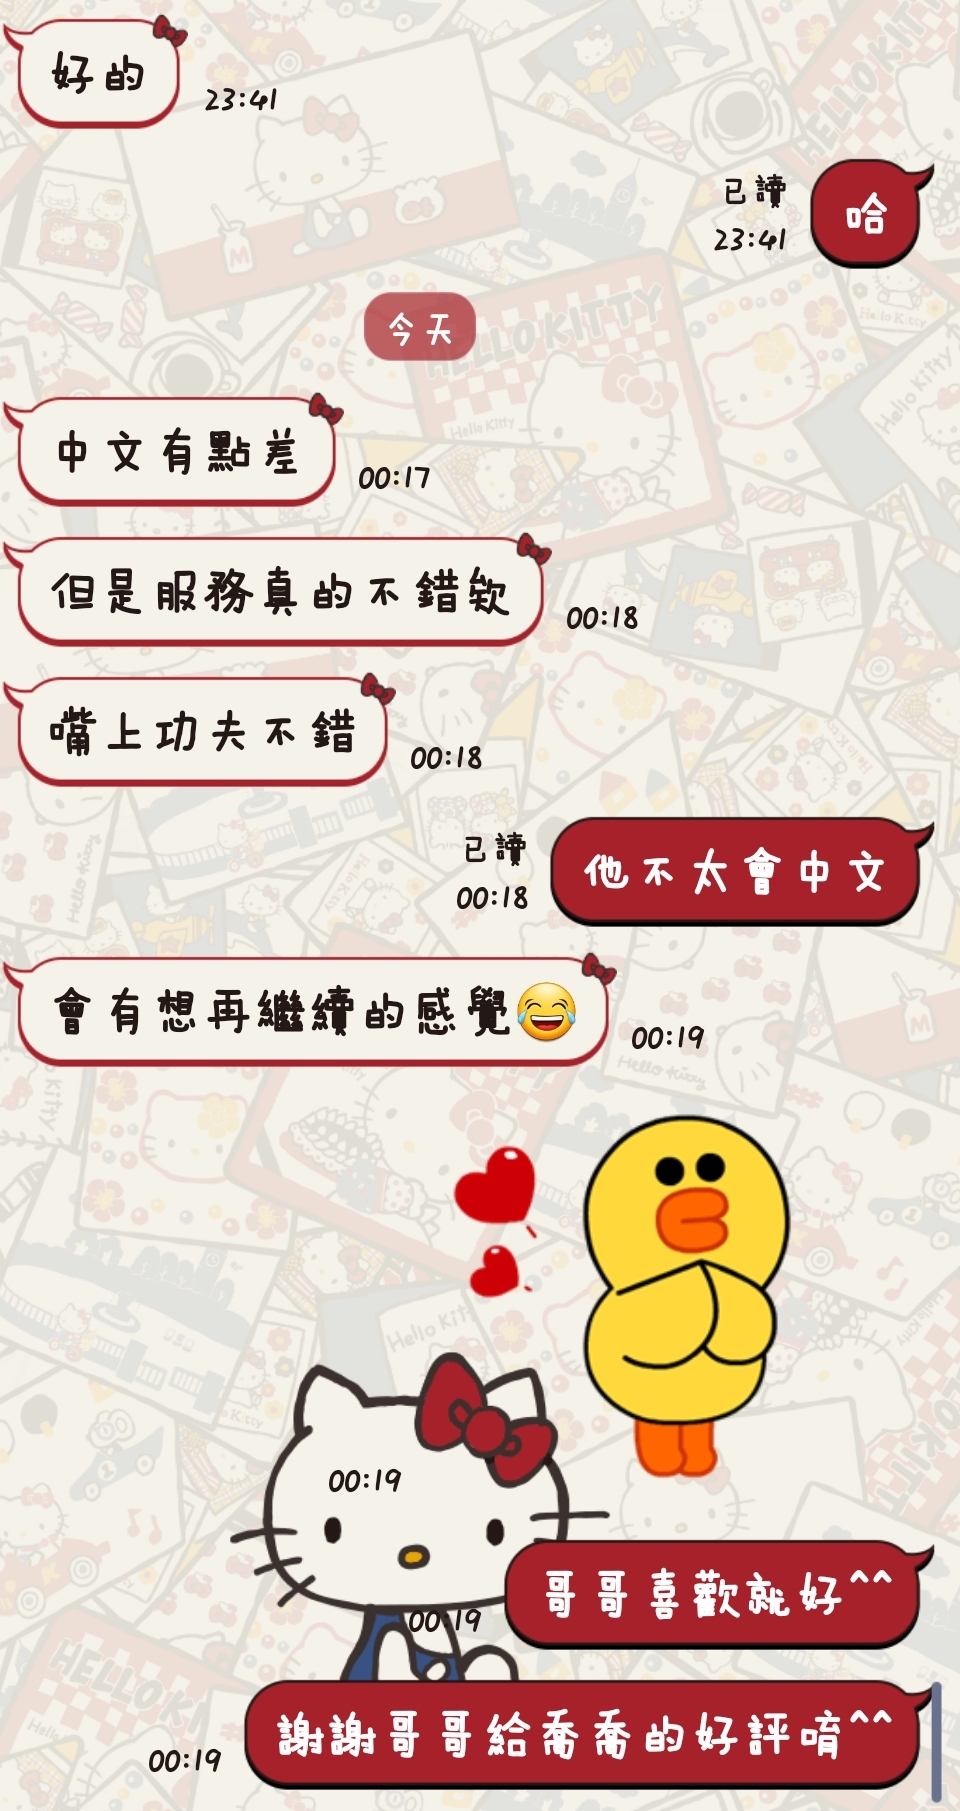 好的
23:41
已讀
23:41
哈
今天
中文有點差
00:17
但是服務真的不錯欸
00:18
嘴上功夫不錯
00:18
已讀
00:18
他不太會中文
會有想再繼續的感覺😂
00:19
00:19
哥哥喜歡就好^^
00:19
謝謝哥哥給喬喬的好評唷^^
00:19